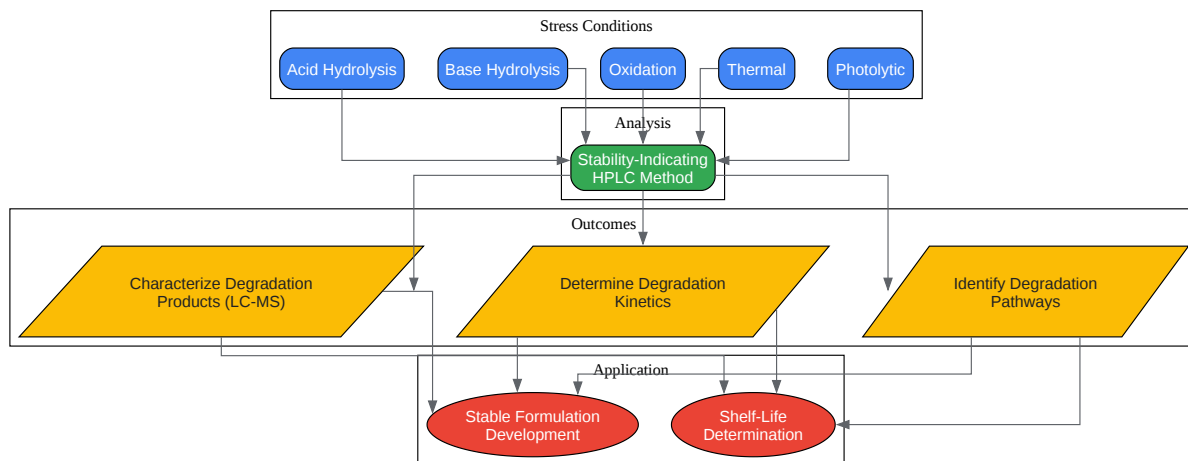 Stress Conditions
Acid Hydrolysis
Base Hydrolysis
Oxidation
Thermal
Photolytic
Analysis
Stability-Indicating
HPLC Method
Outcomes
Characterize Degradation
Products (LC-MS)
Determine Degradation
Kinetics
Identify Degradation
Pathways
Application
Stable Formulation
Development
Shelf-Life
Determination